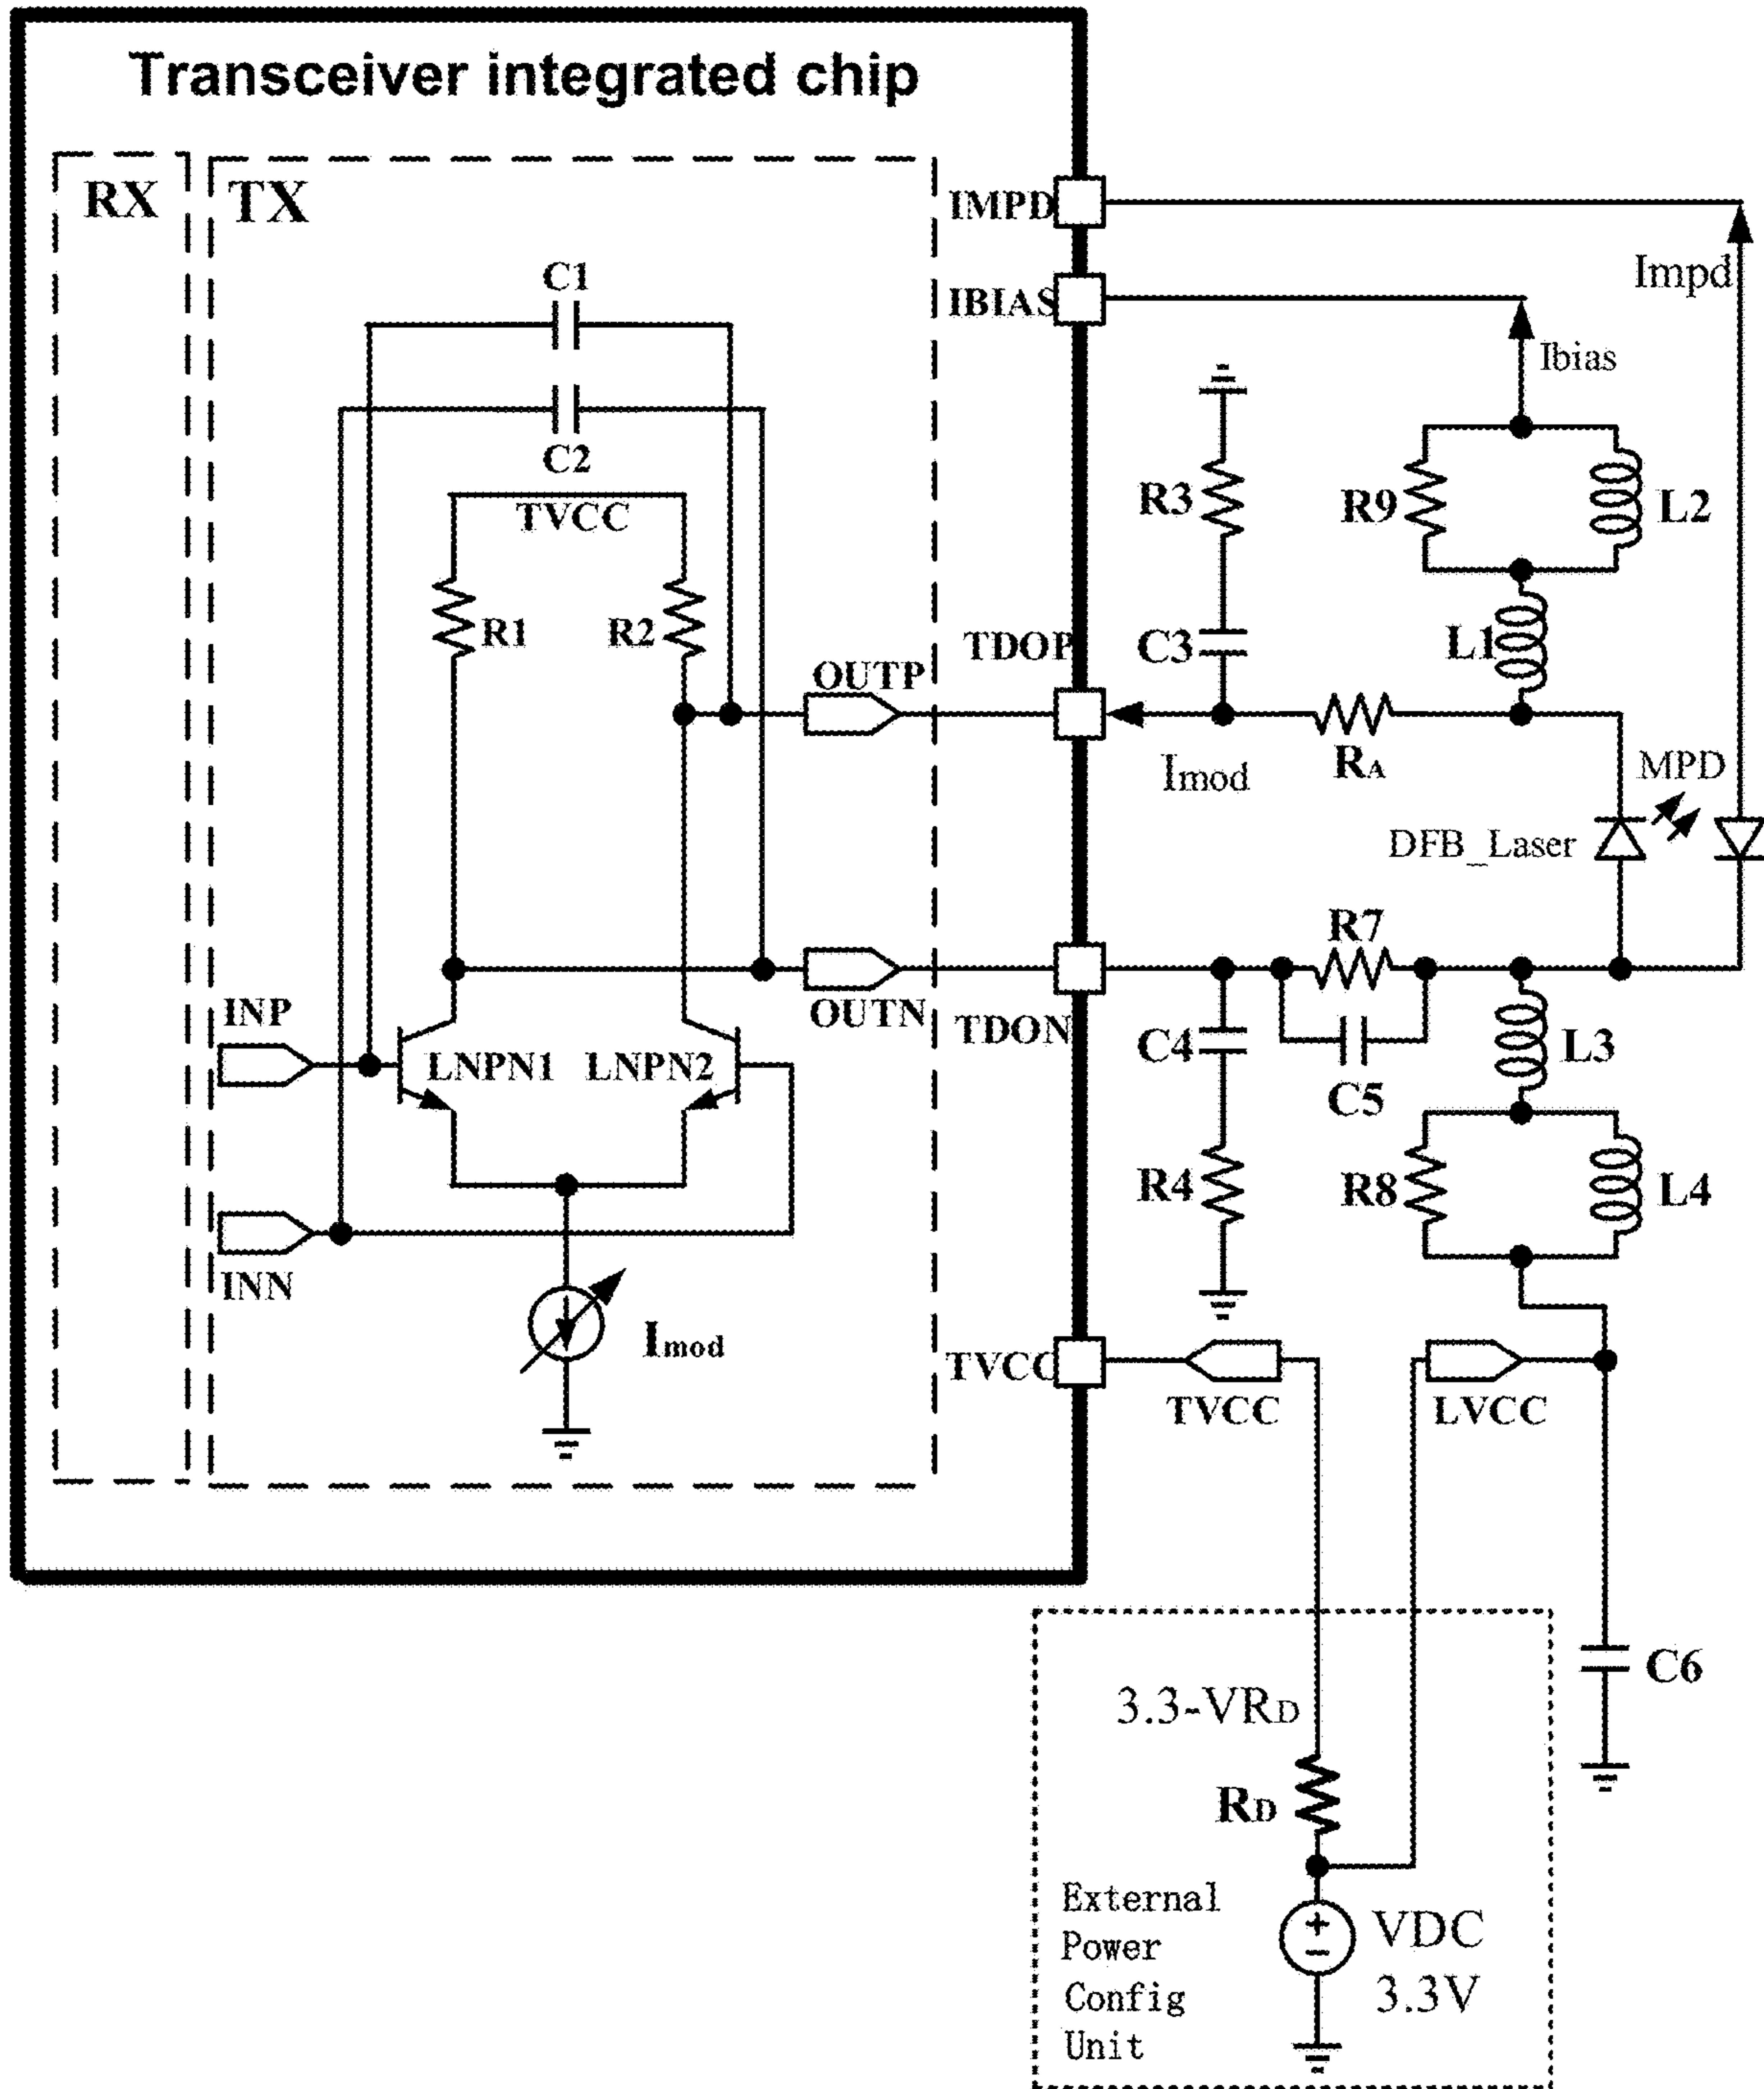 Transceiver integrated chip
RX
TX
IMPD
Impd
C1
IBIAS
Ibias
C2
TVCC
R3
R9
L2
R1
R2
TDOP
C3
L1
OUTP
Imod
RA
MPD
DFB_Laser
R7
INP
OUTN
TDON
LNPN1
LNPN2
C4
C5
L3
R4
R8
L4
INN
Imod
TVCC
TVCC
LVCC
C6
3.3-VRD
RD
External
Power
Config
Unit
+
−
VDC
3.3V